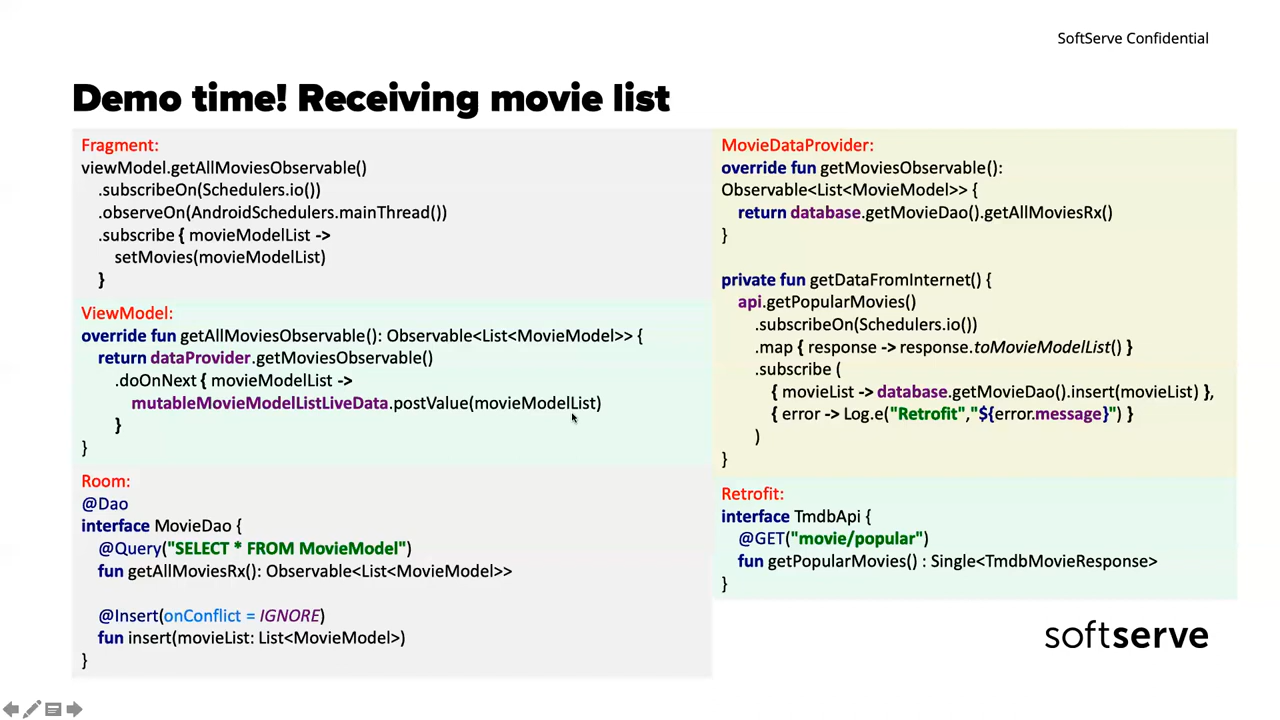 SoftServe Confidential
Demo time! Receiving movie list
Fragment:
viewModel.getAllMoviesObservable()
.subscribeOn(Schedulers.io())
.observeOn(AndroidSchedulers.mainThread())
.subscribe { movieModelList ->
setMovies(movieModelList)
}
ViewModel:
override fun getAllMoviesObservable(): Observable<List<MovieModel>> {
return dataProvider.getMoviesObservable()
.doOnNext { movieModelList ->
mutableMovieModelListLiveData.postValue(movieModelList)
}
}
Room:
@Dao
interface MovieDao {
@Query("SELECT * FROM MovieModel")
fun getAllMoviesRx(): Observable<List<MovieModel>>
@Insert(onConflict = IGNORE)
fun insert(movieList: List<MovieModel>)
}
MovieDataProvider:
override fun getMoviesObservable():
Observable<List<MovieModel>> {
return database.getMovieDao().getAllMoviesRx()
}
private fun getDataFromInternet() {
api.getPopularMovies()
.subscribeOn(Schedulers.io())
.map { response -> response.toMovieModelList() }
.subscribe (
{ movieList -> database.getMovieDao().insert(movieList) },
{ error -> Log.e("Retrofit","${error.message}") }
)
}
Retrofit:
interface TmdbApi {
@GET("movie/popular")
fun getPopularMovies() : Single<TmdbMovieResponse>
}
softserve